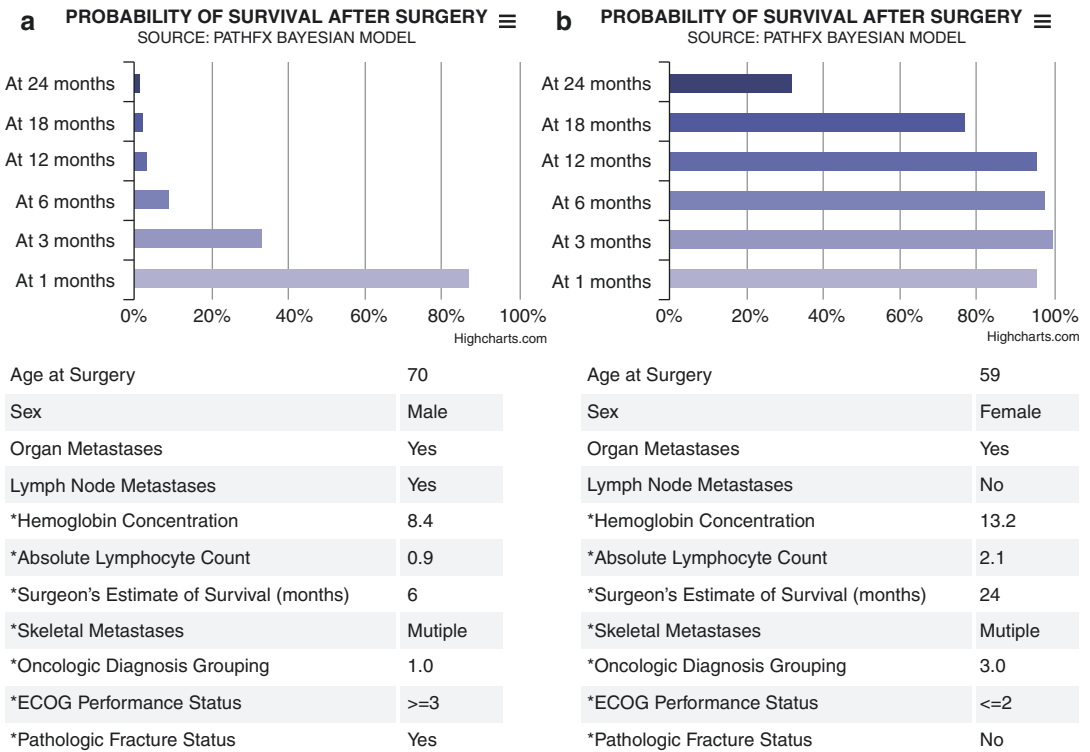 a PROBABILITY OF SURVIVAL AFTER SURGERY
SOURCE: PATHFX BAYESIAN MODEL
At 24 months
At 18 months
At 12 months
At 6 months
At 3 months
At 1 months
0% 20% 40% 60% 80% 100%
Highcharts.com
Age at Surgery 70
Sex Male
Organ Metastases Yes
Lymph Node Metastases Yes
*Hemoglobin Concentration 8.4
*Absolute Lymphocyte Count 0.9
*Surgeon's Estimate of Survival (months) 6
*Skeletal Metastases Mutiple
*Oncologic Diagnosis Grouping 1.0
*ECOG Performance Status >=3
*Pathologic Fracture Status Yes
b PROBABILITY OF SURVIVAL AFTER SURGERY
SOURCE: PATHFX BAYESIAN MODEL
At 24 months
At 18 months
At 12 months
At 6 months
At 3 months
At 1 months
0% 20% 40% 60% 80% 100%
Highcharts.com
Age at Surgery 59
Sex Female
Organ Metastases Yes
Lymph Node Metastases No
*Hemoglobin Concentration 13.2
*Absolute Lymphocyte Count 2.1
*Surgeon's Estimate of Survival (months) 24
*Skeletal Metastases Mutiple
*Oncologic Diagnosis Grouping 3.0
*ECOG Performance Status <=2
*Pathologic Fracture Status No